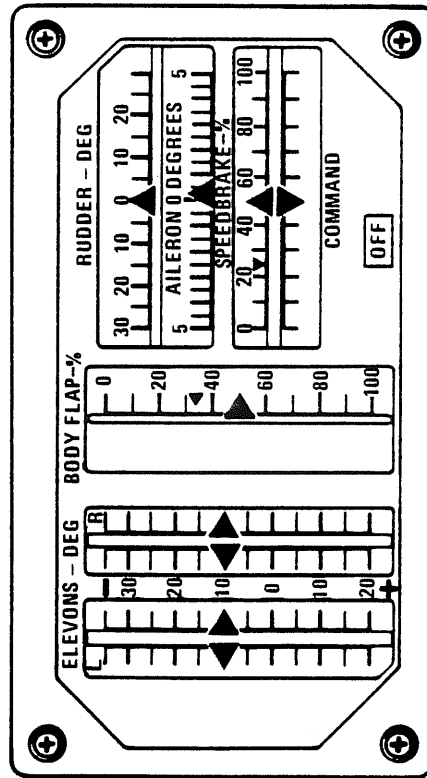 ELEVONS - DEG
L R
-
30
20
10
0
10
20
+
BODY FLAP-%
0
20
40
60
80
100
RUDDER - DEG
30 20 10 0 10 20
AILERON 0 DEGREES
5 5
SPEEDBRAKE-%
0 20 40 60 80 100
COMMAND
OFF